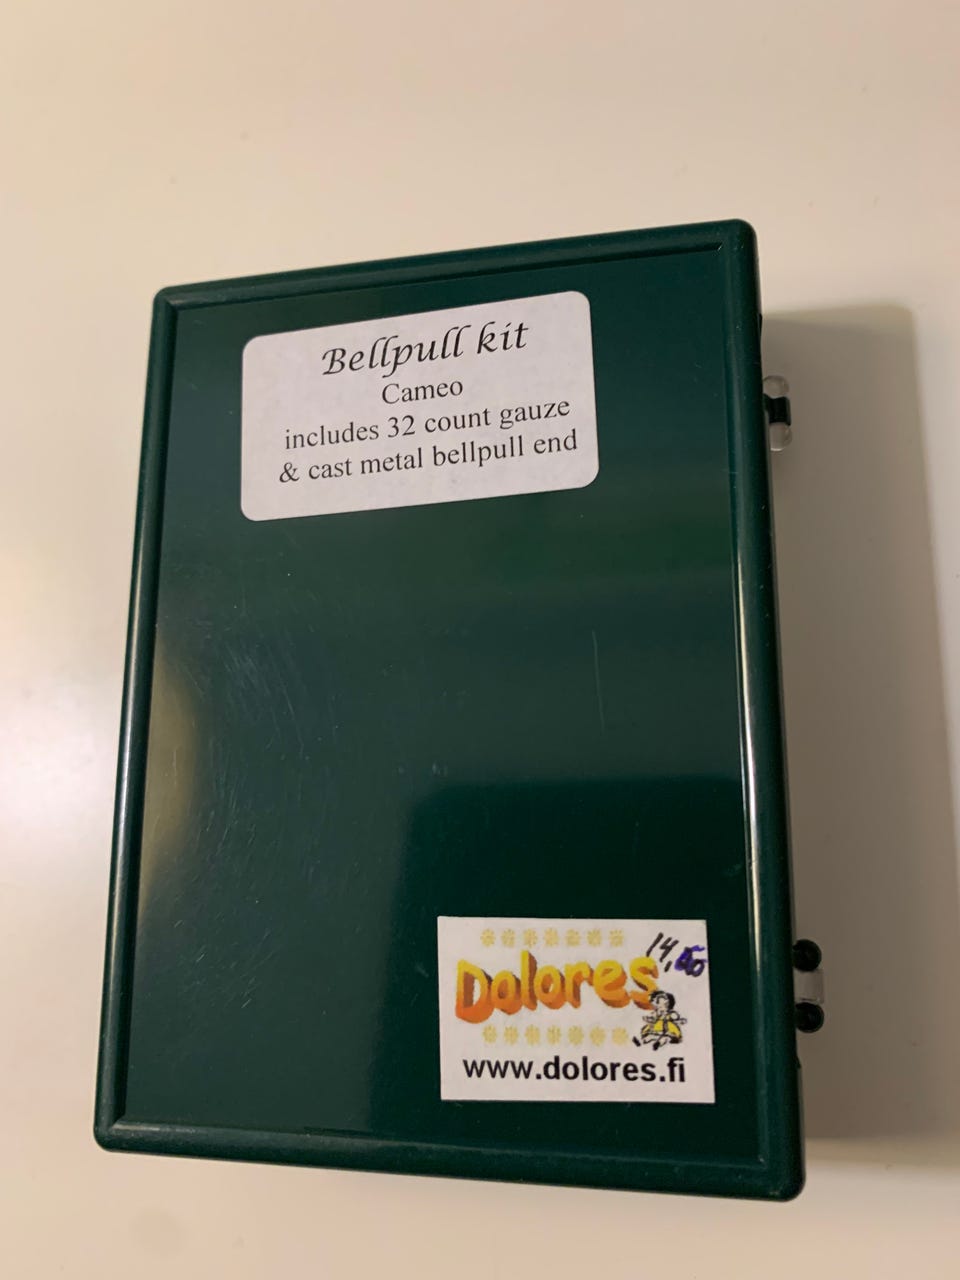 Bellpull kit
Cameo
includes 32 count gauze
& cast metal bellpull end
Dolores
www.dolores.fi